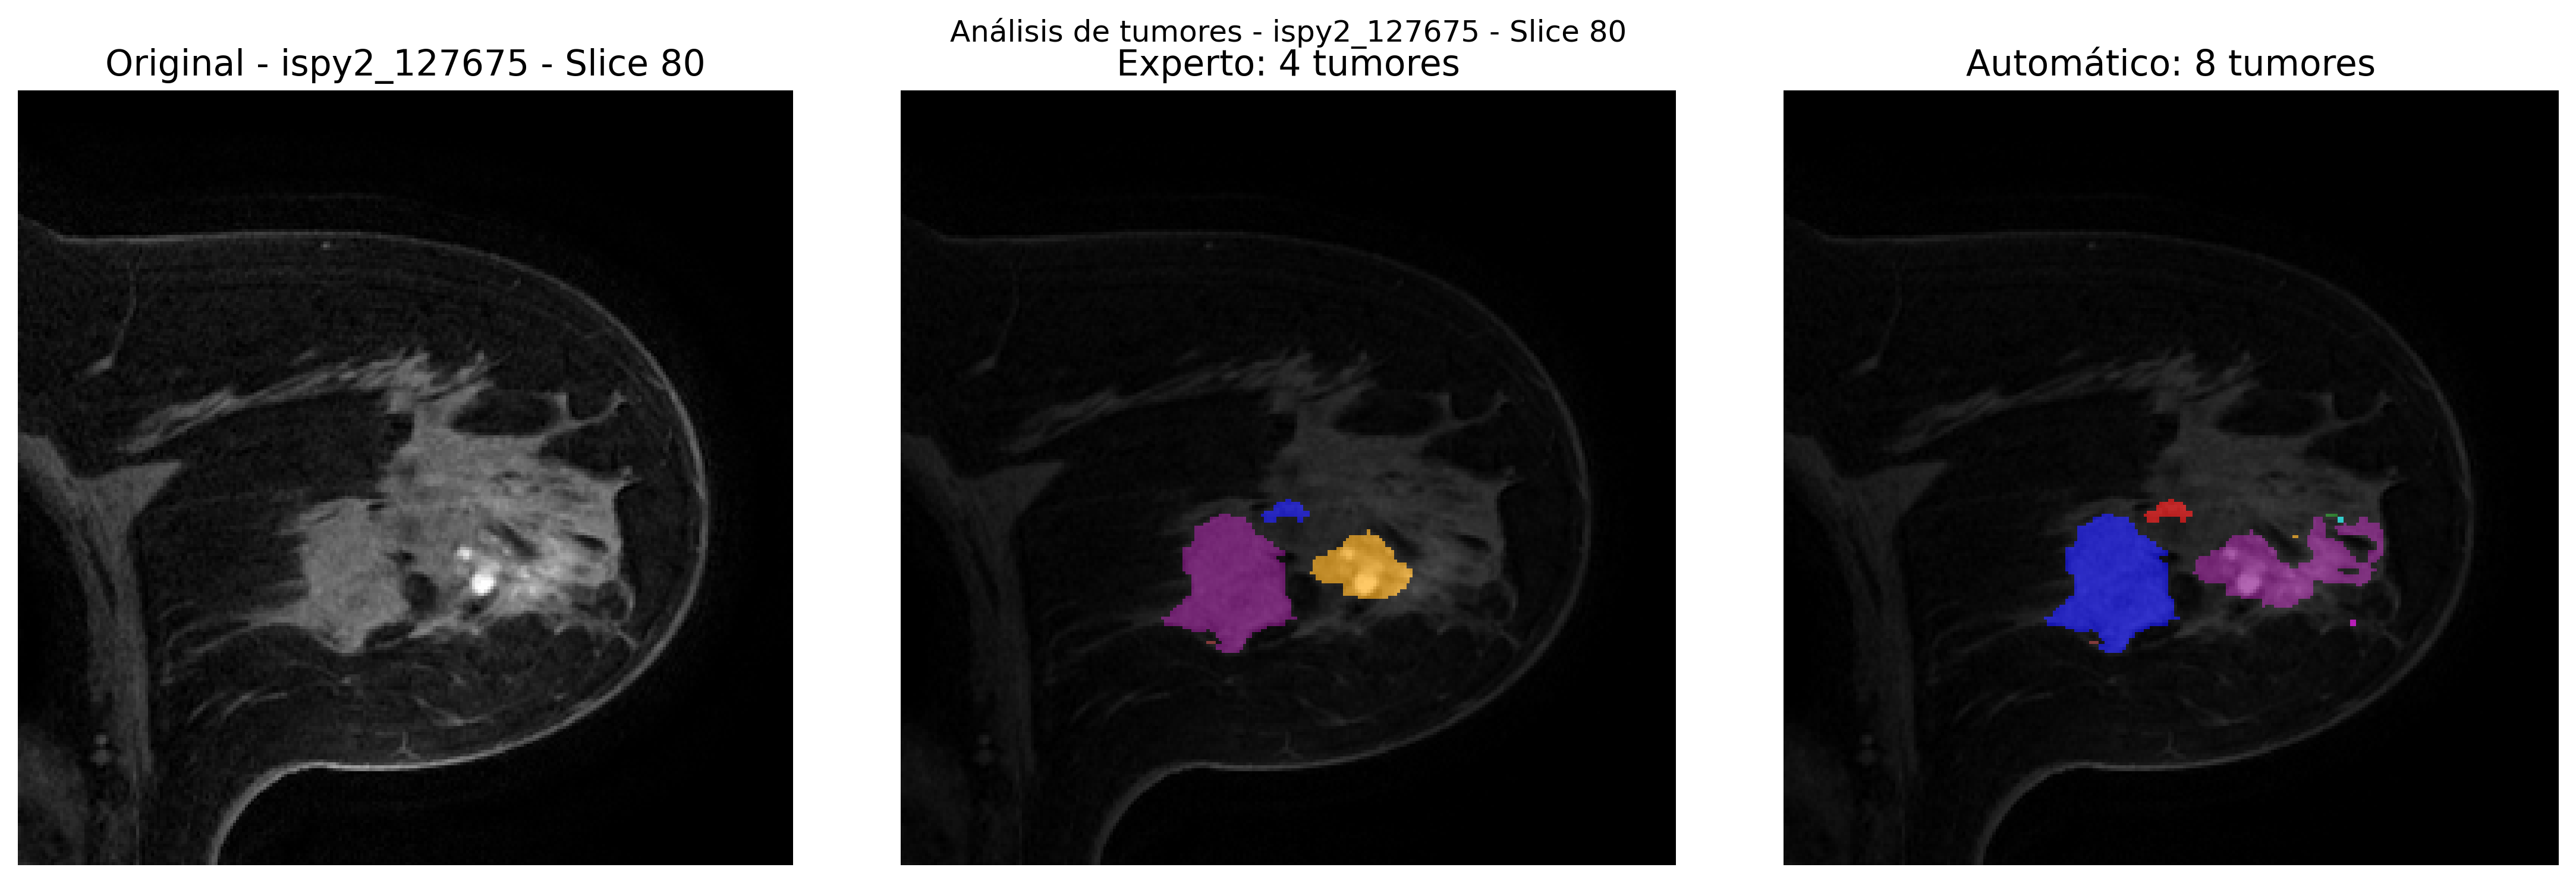 Análisis de tumores - ispy2_127675 - Slice 80
Original - ispy2_127675 - Slice 80
Experto: 4 tumores
Automático: 8 tumores